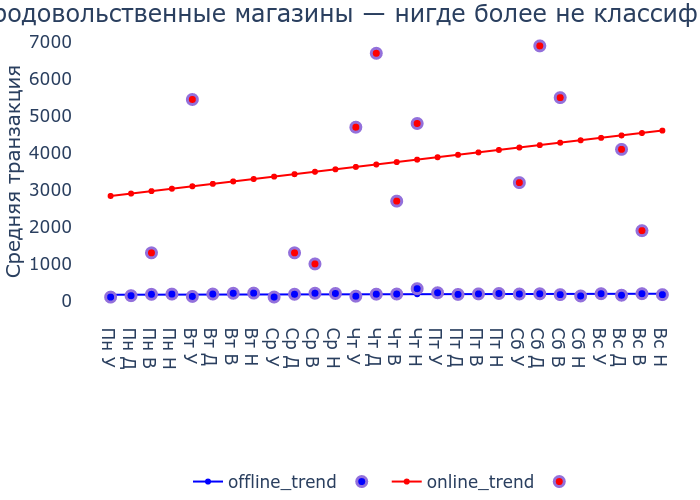 родовольственные магазины — нигде более не классиф
Средняя транзакция
7000
6000
5000
4000
3000
2000
1000
0
Пн У
Пн Д
Пн В
Пн Н
Вт У
Вт Д
Вт В
Вт Н
Ср У
Ср Д
Ср В
Ср Н
Чт У
Чт Д
Чт В
Чт Н
Пт У
Пт Д
Пт В
Пт Н
Сб У
Сб Д
Сб В
Сб Н
Вс У
Вс Д
Вс В
Вс Н
offline_trend
online_trend